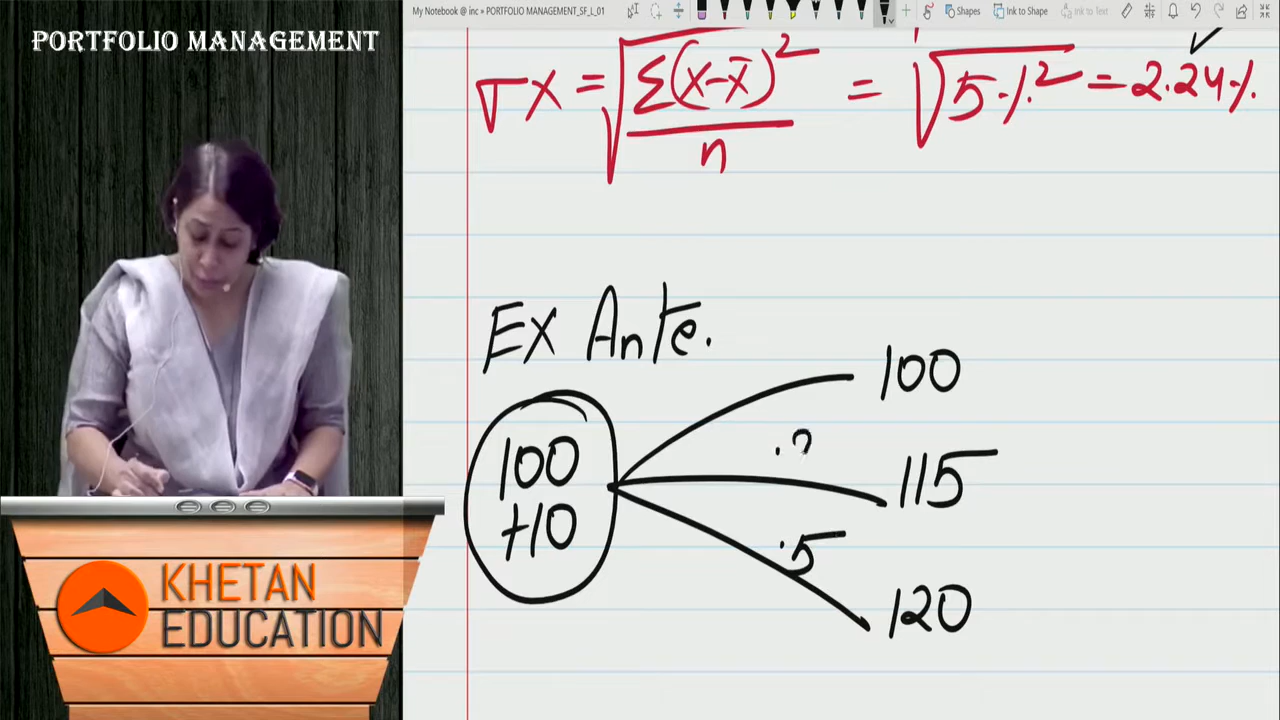 PORTFOLIO MANAGEMENT
My Notebook @ inc » PORTFOLIO MANAGEMENT_SF_L_01
Shapes
Ink to Shape
Ink to Text
σx = √Σ(x-x̄)²/n = √5%² = 2.24%
Ex Ante.
100
100
+10
115
.5
120
KHETAN
EDUCATION